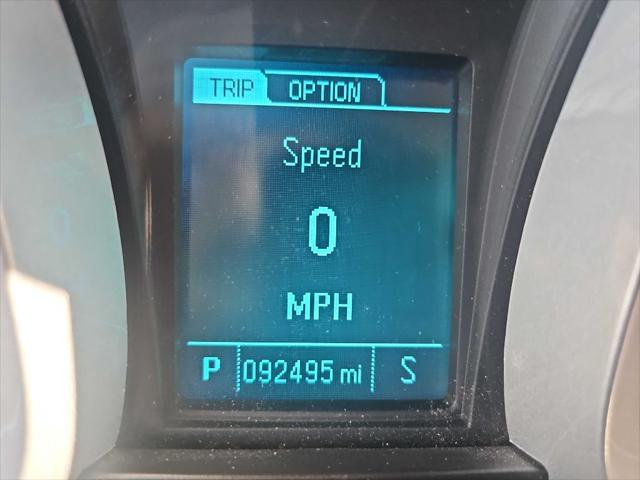 TRIP OPTION
Speed
0
MPH
P 092495 mi S